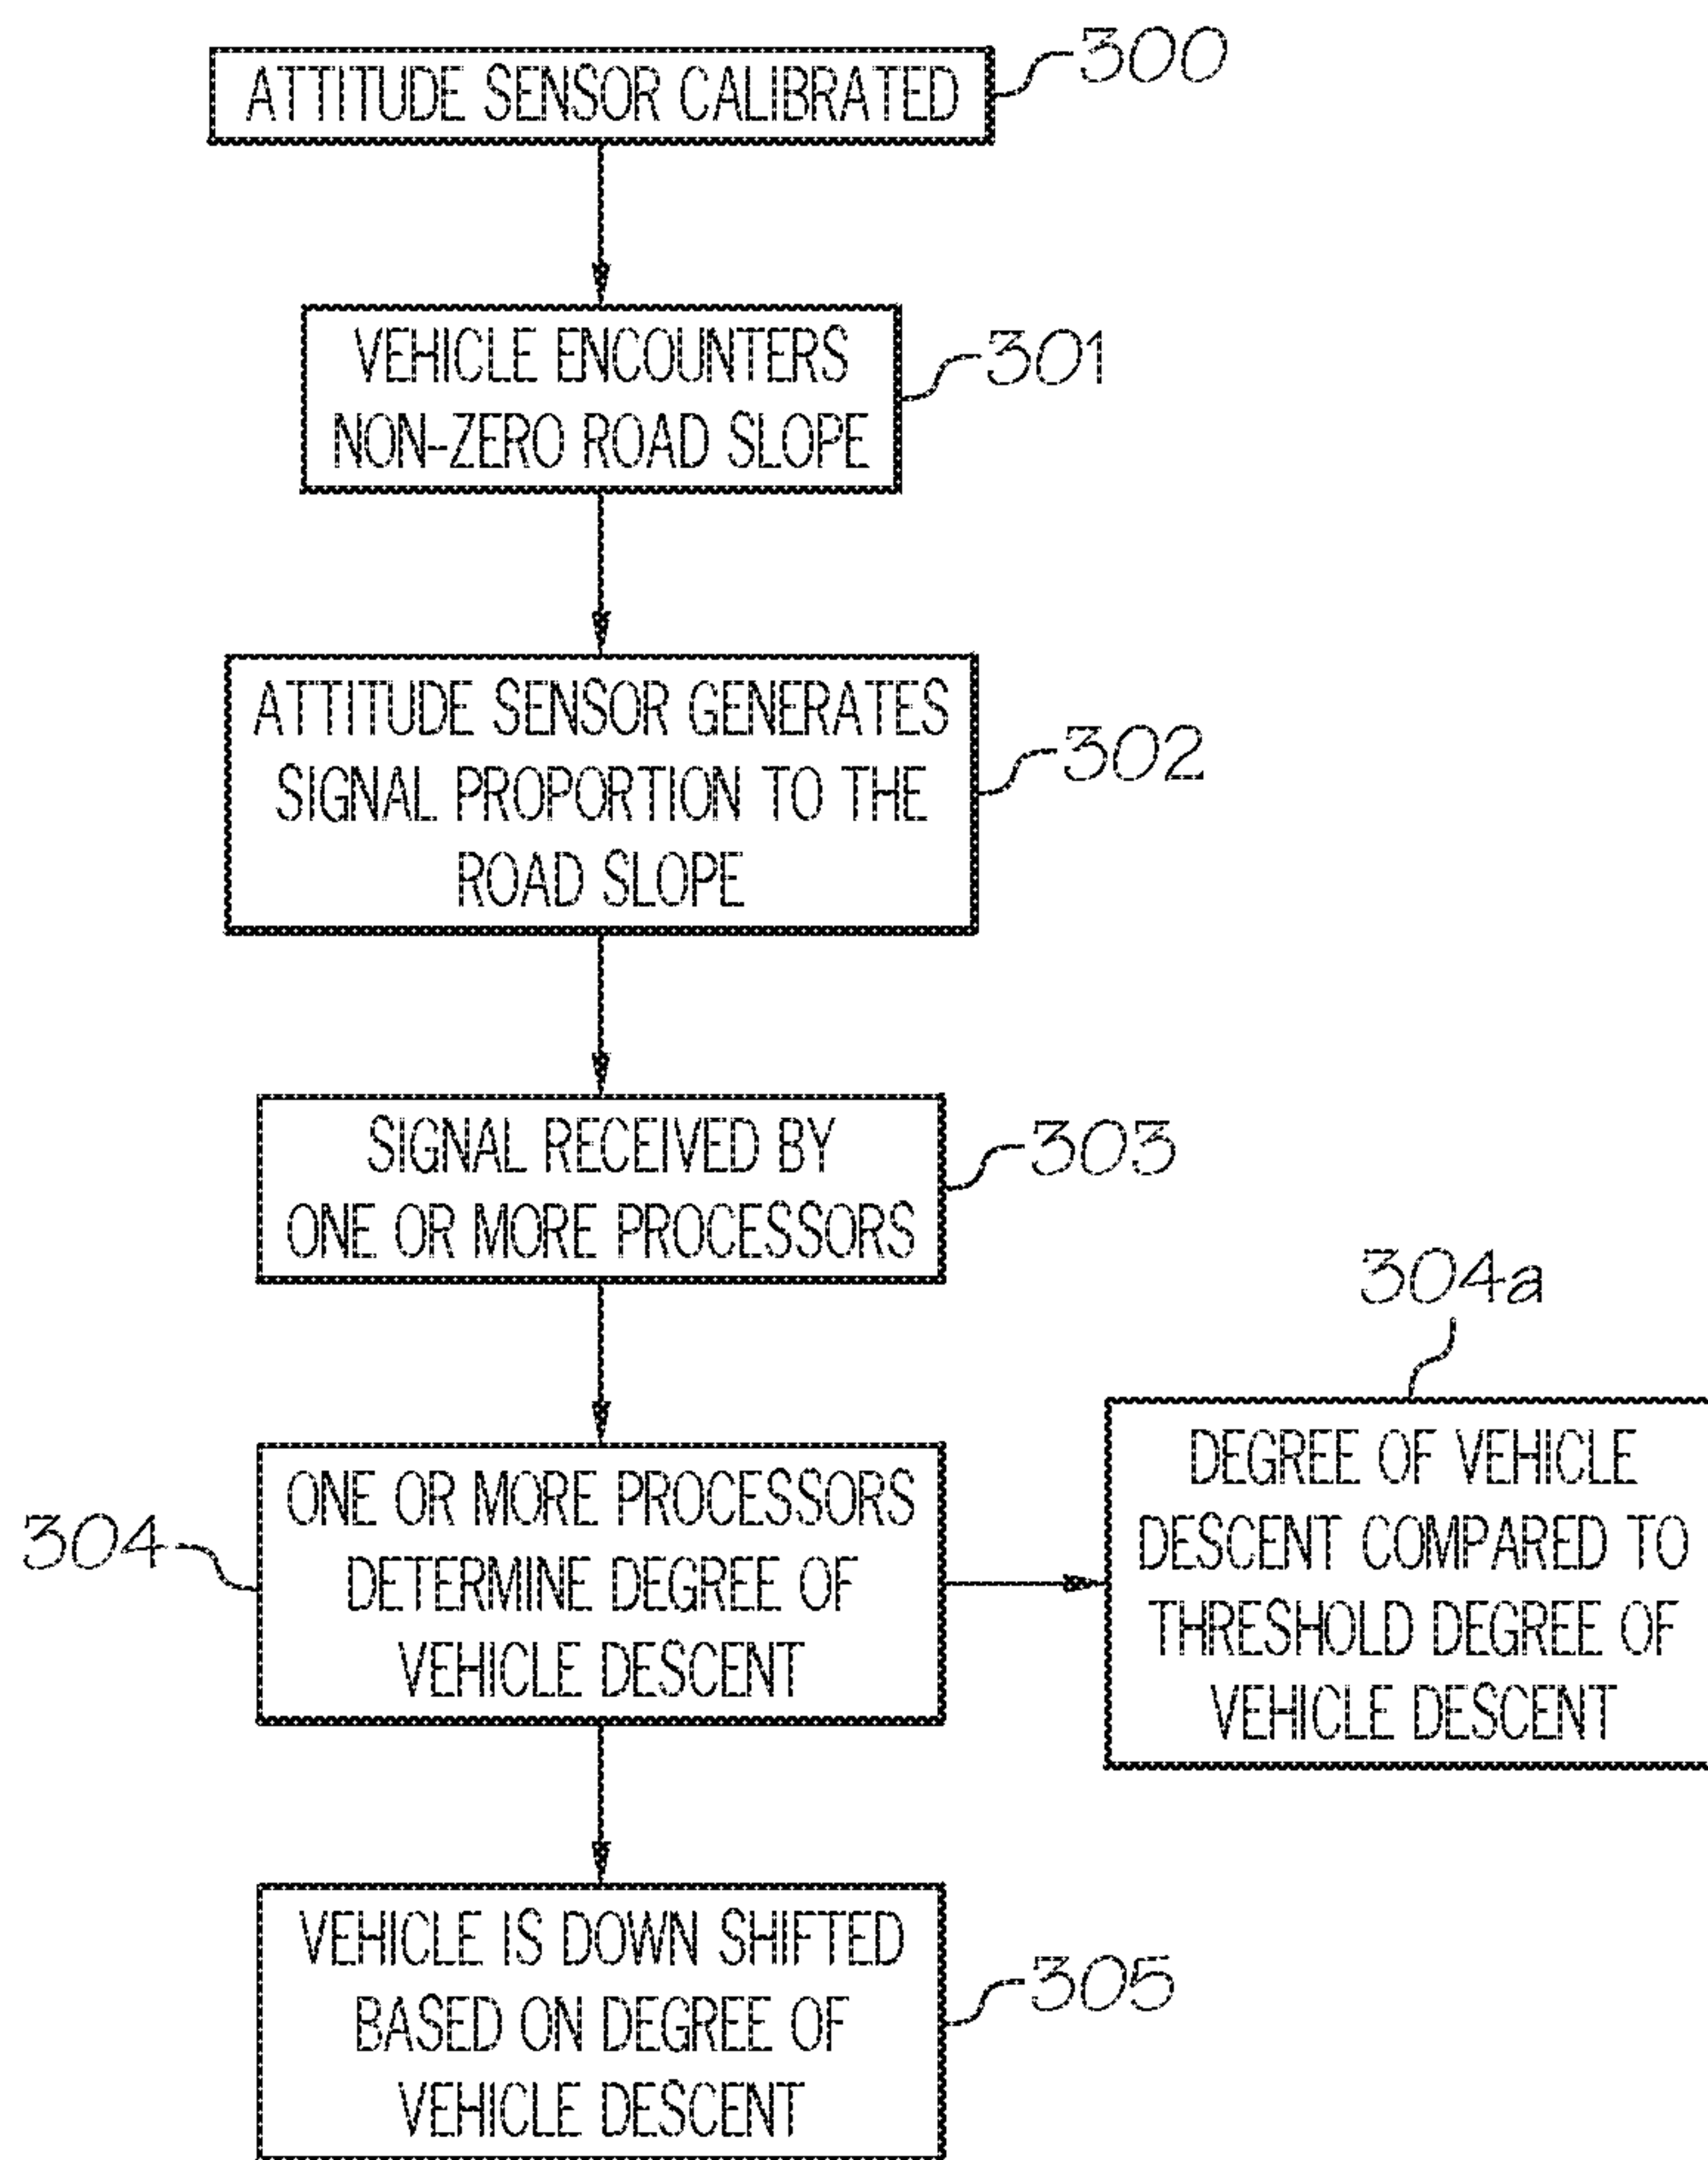 ATTITUDE SENSOR CALIBRATED
300
VEHICLE ENCOUNTERS
NON-ZERO ROAD SLOPE
301
ATTITUDE SENSOR GENERATES
SIGNAL PROPORTION TO THE
ROAD SLOPE
302
SIGNAL RECEIVED BY
ONE OR MORE PROCESSORS
303
304
ONE OR MORE PROCESSORS
DETERMINE DEGREE OF
VEHICLE DESCENT
304a
DEGREE OF VEHICLE
DESCENT COMPARED TO
THRESHOLD DEGREE OF
VEHICLE DESCENT
VEHICLE IS DOWN SHIFTED
BASED ON DEGREE OF
VEHICLE DESCENT
305